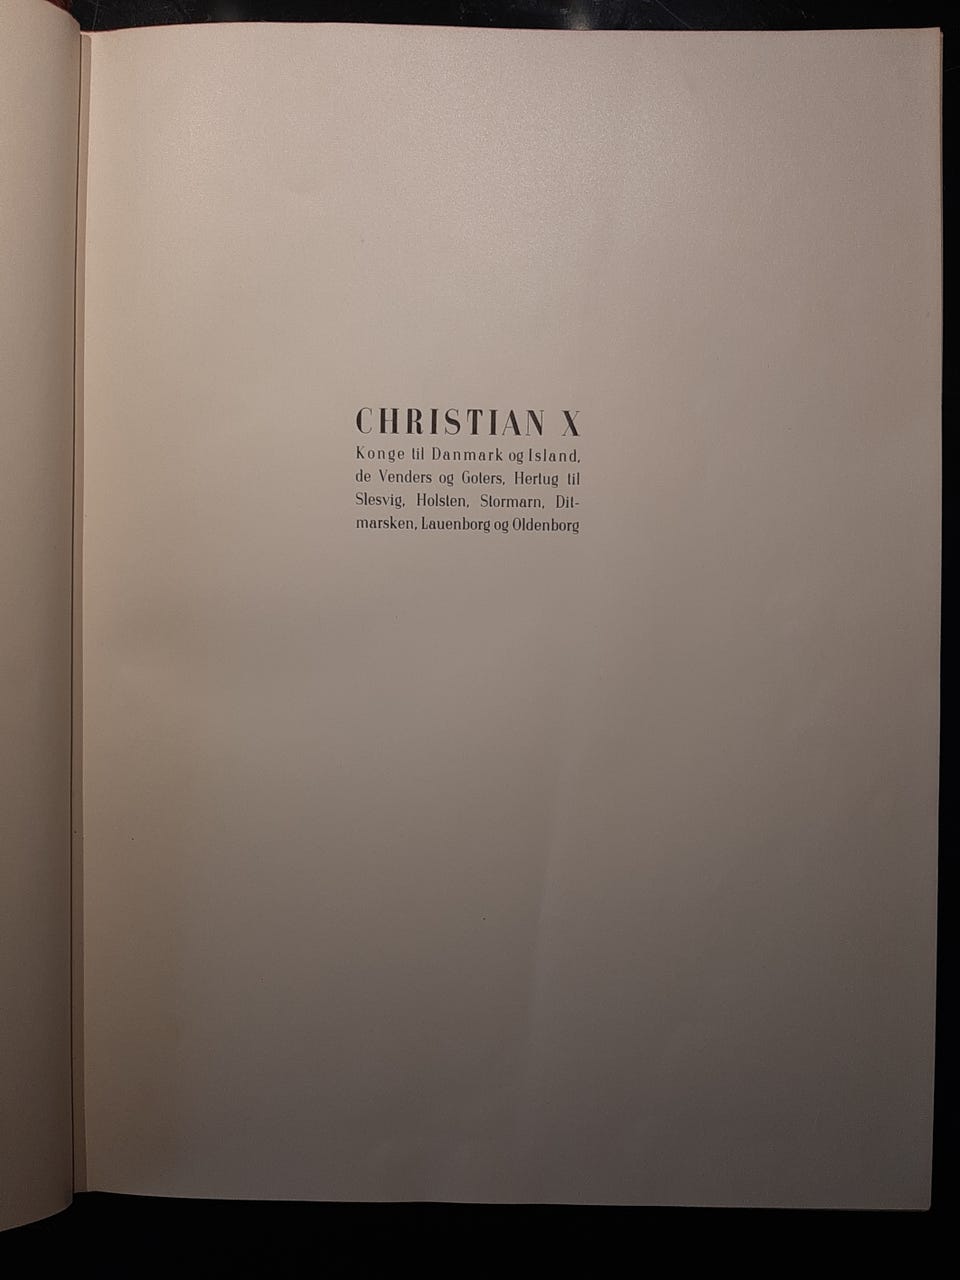 CHRISTIAN X
Konge til Danmark og Island,
de Venders og Goters, Hertug til
Slesvig, Holsten, Stormarn, Dit-
marsken, Lauenborg og Oldenborg